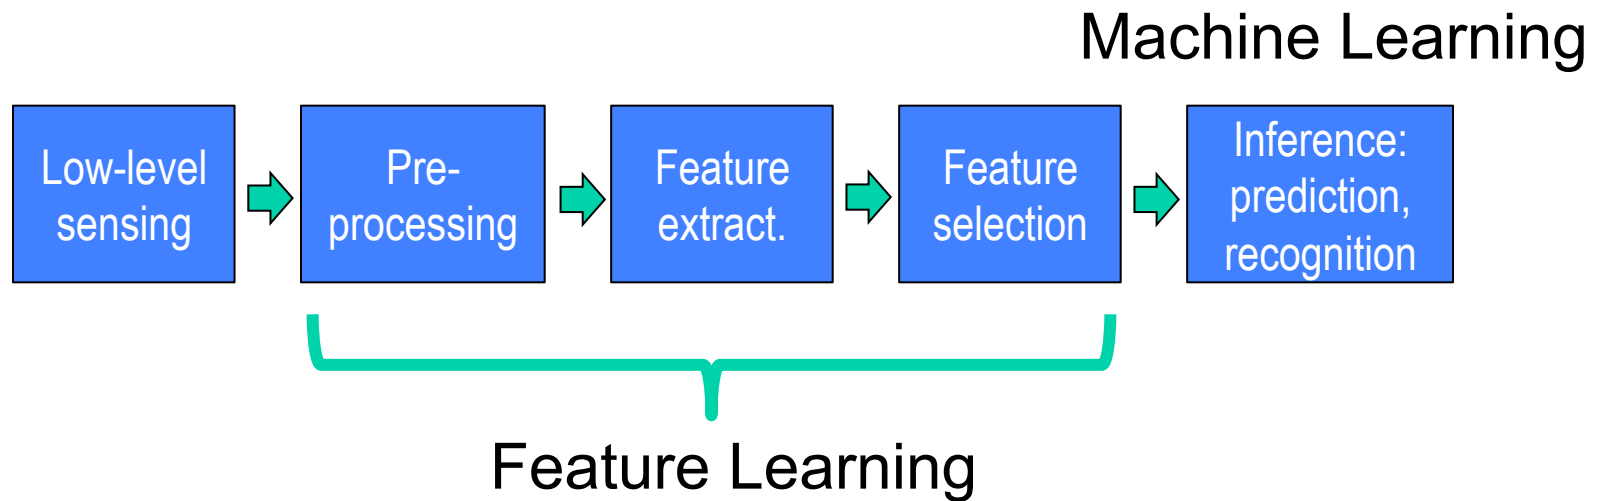 Machine Learning
Low-level
sensing
Pre-
processing
Feature
extract.
Feature
selection
Inference:
prediction,
recognition
Feature Learning